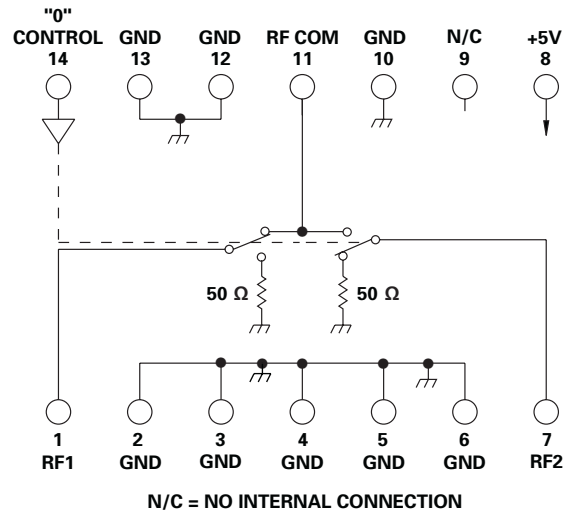 "0"
CONTROL GND GND RF COM GND N/C +5V
14 13 12 11 10 9 8
50 Ω 50 Ω
1 2 3 4 5 6 7
RF1 GND GND GND GND GND RF2
N/C = NO INTERNAL CONNECTION